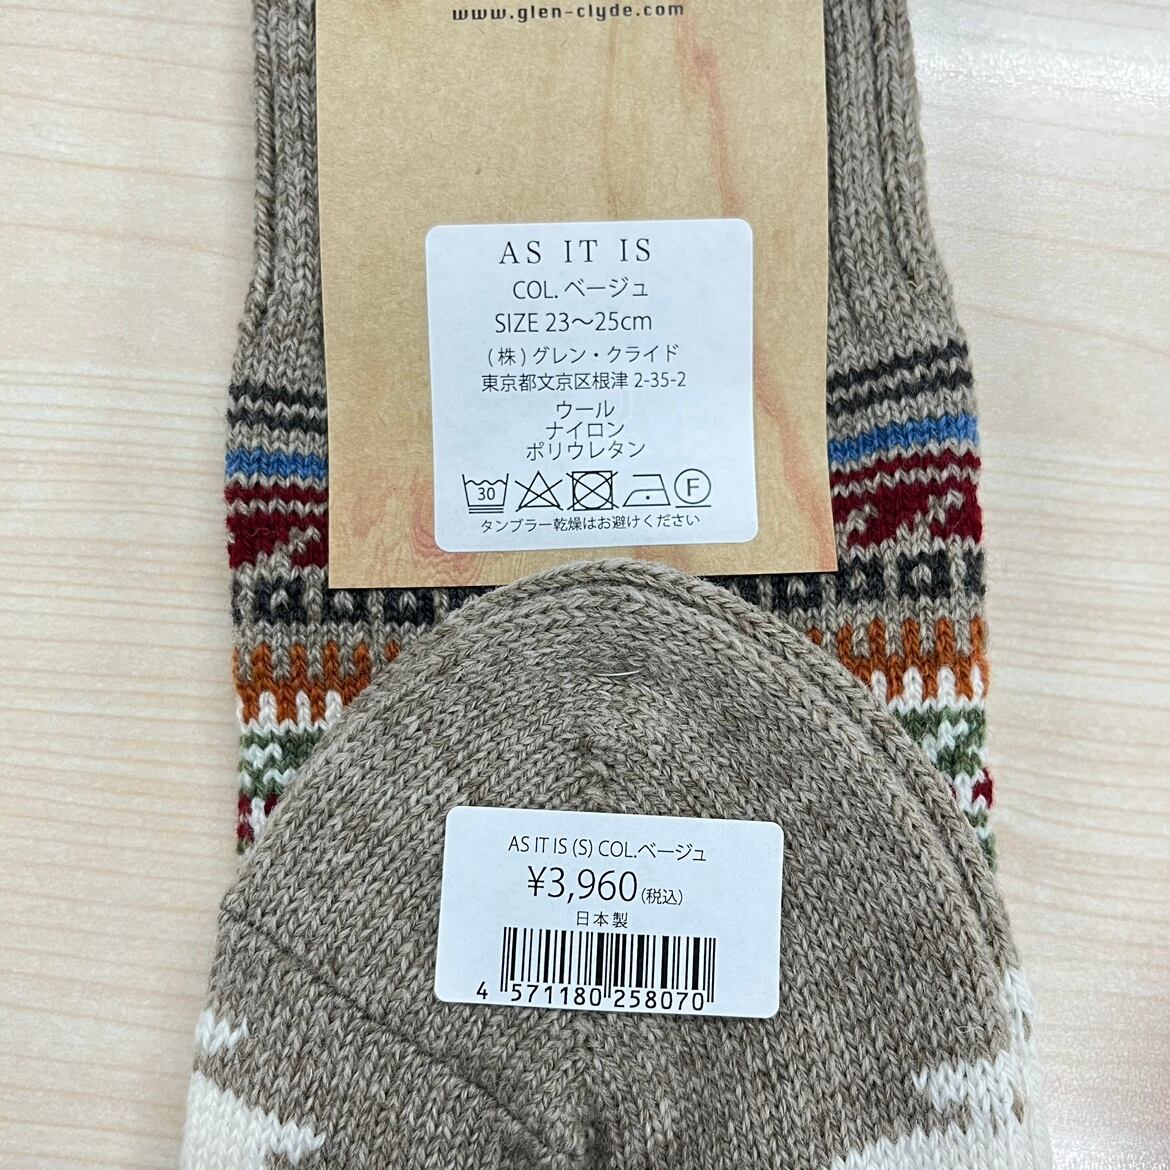 www.glen-clyde.com
AS IT IS
COL. ベージュ
SIZE 23～25cm
(株)グレン・クライド
東京都文京区根津 2-35-2
ウール
ナイロン
ポリウレタン
30 F
タンブラー乾燥はお避けください
AS IT IS (S) COL.ベージュ
¥3,960(税込)
日本製
4 571180 258070